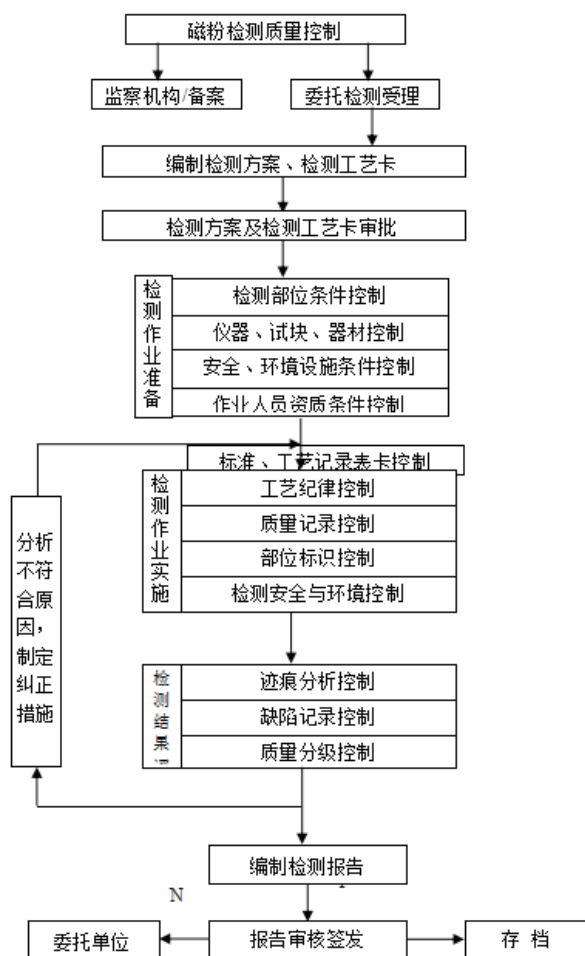 磁粉检测质量控制
监察机构/备案
委托检测受理
编制检测方案、检测工艺卡
检测方案及检测工艺卡审批
检测作业准备
检测部位条件控制
仪器、试块、器材控制
安全、环境设施条件控制
作业人员资质条件控制
标准、工艺记录表卡控制
检测作业实施
工艺纪律控制
质量记录控制
部位标识控制
检测安全与环境控制
分析
不符
合原
因，
制定
纠正
措施
检测结果
迹痕分析控制
缺陷记录控制
质量分级控制
编制检测报告
N
委托单位
报告审核签发
存 档